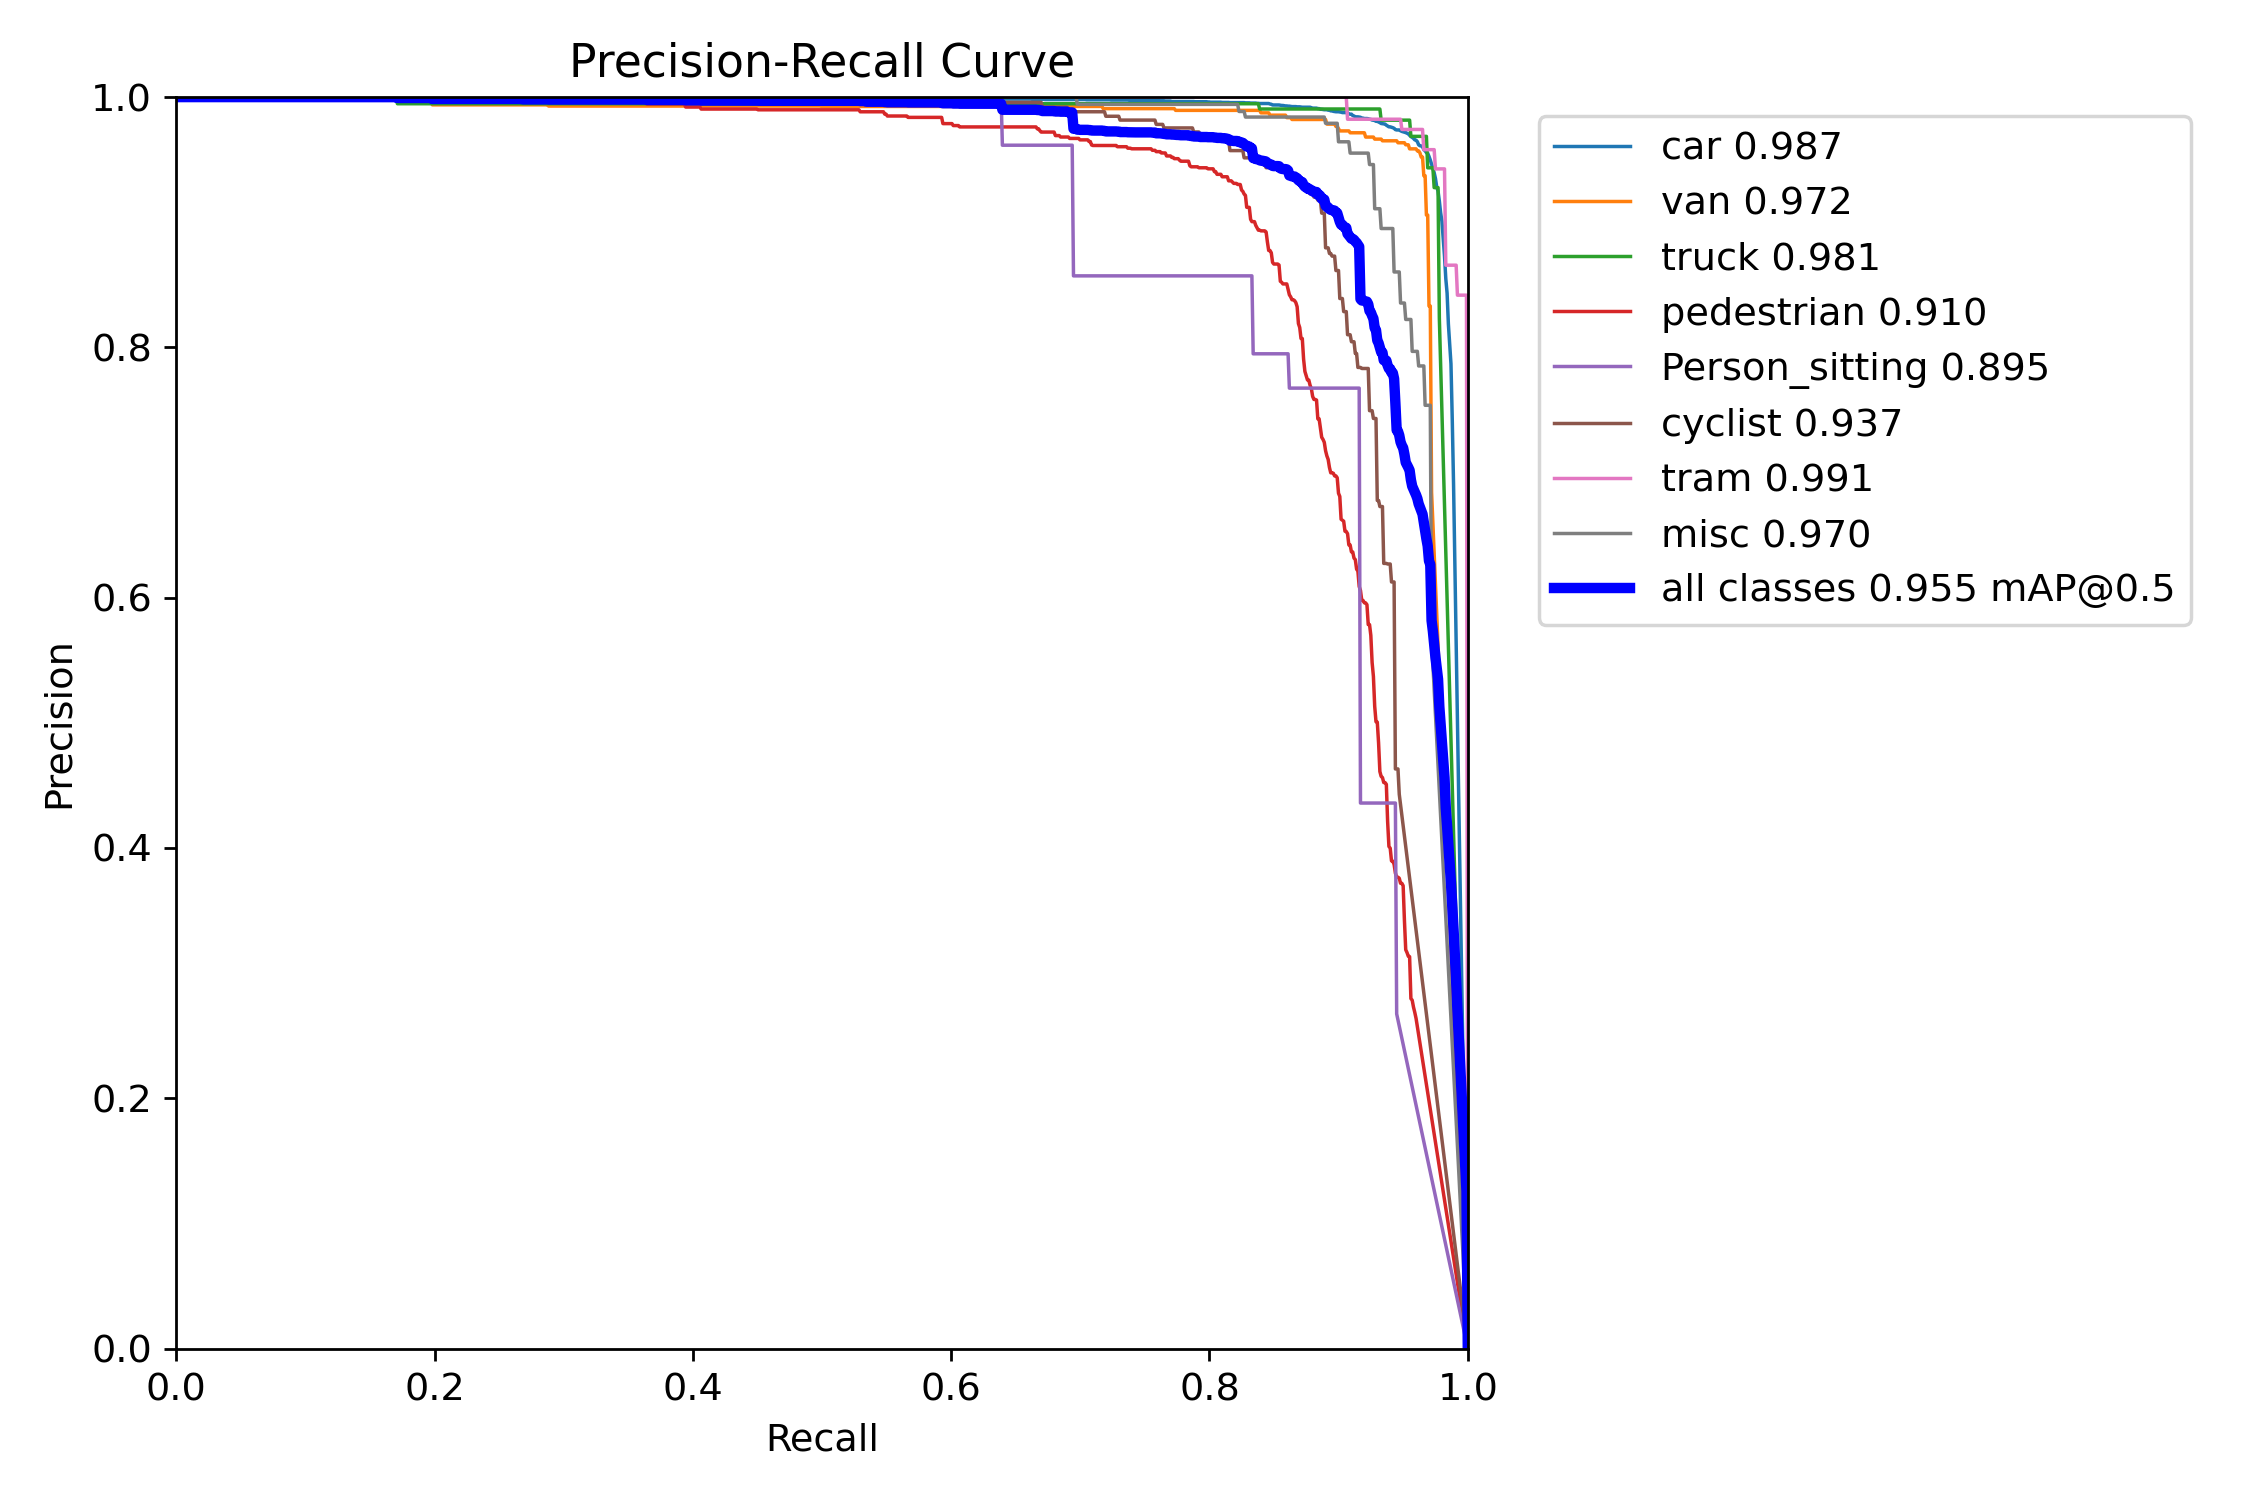 Precision-Recall Curve
1.0
0.8
0.6
0.4
0.2
0.0
Precision
0.0 0.2 0.4 0.6 0.8 1.0
Recall
car 0.987
van 0.972
truck 0.981
pedestrian 0.910
Person_sitting 0.895
cyclist 0.937
tram 0.991
misc 0.970
all classes 0.955 mAP@0.5